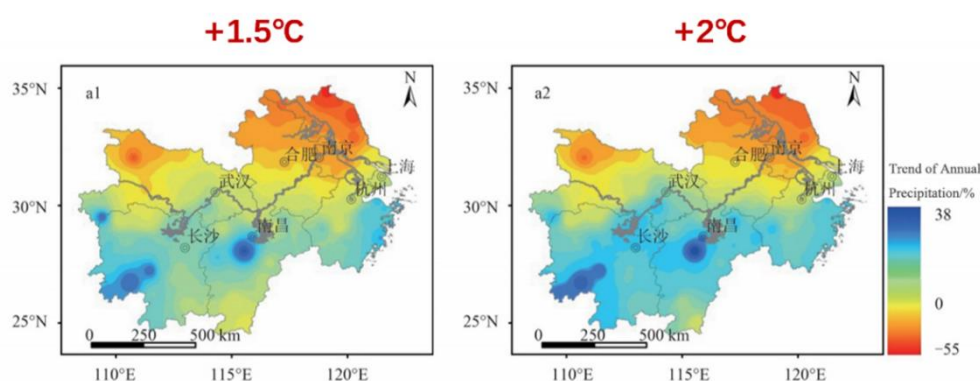 +1.5℃
+2℃
35°N
30°N
25°N
a1
N
合肥
南京
上海
杭州
武汉
长沙
南昌
0 250 500 km
110°E 115°E 120°E
35°N
30°N
25°N
a2
N
合肥
南京
上海
杭州
武汉
长沙
南昌
0 250 500 km
110°E 115°E 120°E
Trend of Annual
Precipitation/%
38
0
−55